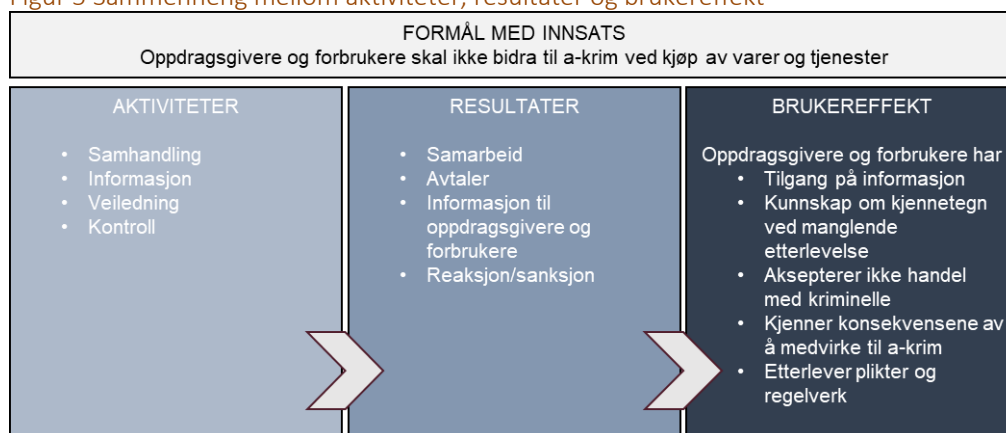 Figur 5 Sammenheng mellom aktiviteter, resultater og brukereffekt
FORMÅL MED INNSATS
Oppdragsgivere og forbrukere skal ikke bidra til a-krim ved kjøp av varer og tjenester
AKTIVITETER
• Samhandling
• Informasjon
• Veiledning
• Kontroll
RESULTATER
• Samarbeid
• Avtaler
• Informasjon til
oppdragsgivere og
forbrukere
• Reaksjon/sanksjon
BRUKEREFFEKT
Oppdragsgivere og forbrukere har
• Tilgang på informasjon
• Kunnskap om kjennetegn
ved manglende
etterlevelse
• Aksepterer ikke handel
med kriminelle
• Kjenner konsekvensene av
å medvirke til a-krim
• Etterlever plikter og
regelverk